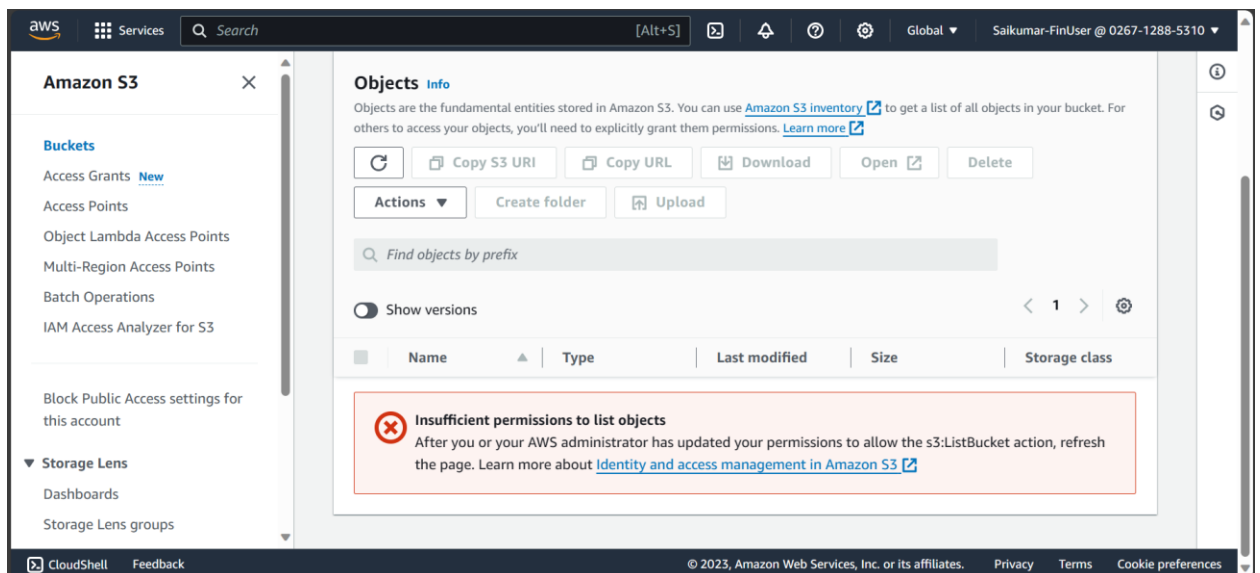 aws
Services
Search
[Alt+S]
Global
Saikumar-FinUser @ 0267-1288-5310
Amazon S3
Buckets
Access Grants New
Access Points
Object Lambda Access Points
Multi-Region Access Points
Batch Operations
IAM Access Analyzer for S3
Block Public Access settings for
this account
Storage Lens
Dashboards
Storage Lens groups
Objects Info
Objects are the fundamental entities stored in Amazon S3. You can use Amazon S3 inventory to get a list of all objects in your bucket. For
others to access your objects, you'll need to explicitly grant them permissions. Learn more
Copy S3 URI
Copy URL
Download
Open
Delete
Actions
Create folder
Upload
Find objects by prefix
Show versions
1
Name
Type
Last modified
Size
Storage class
Insufficient permissions to list objects
After you or your AWS administrator has updated your permissions to allow the s3:ListBucket action, refresh
the page. Learn more about Identity and access management in Amazon S3
CloudShell
Feedback
© 2023, Amazon Web Services, Inc. or its affiliates.
Privacy
Terms
Cookie preferences